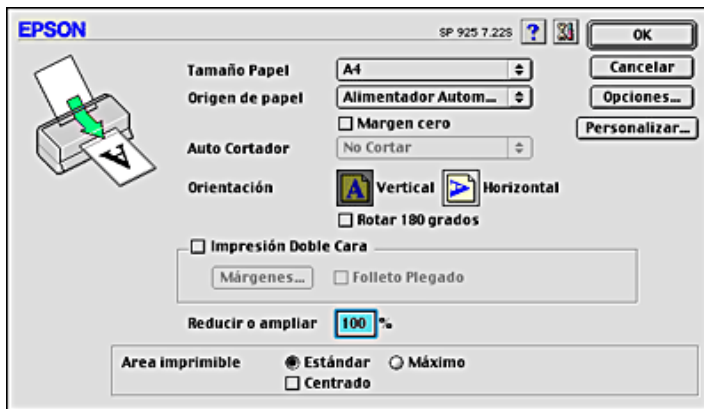 EPSON
SP 925 7.22S
?
OK
Tamaño Papel
A4
Cancelar
Origen de papel
Alimentador Autom...
Opciones...
Margen cero
Personalizar...
Auto Cortador
No Cortar
Orientación
A
Vertical
A
Horizontal
Rotar 180 grados
Impresión Doble Cara
Márgenes...
Folleto Plegado
Reducir o ampliar
100 %
Area imprimible
Estándar
Máximo
Centrado
A